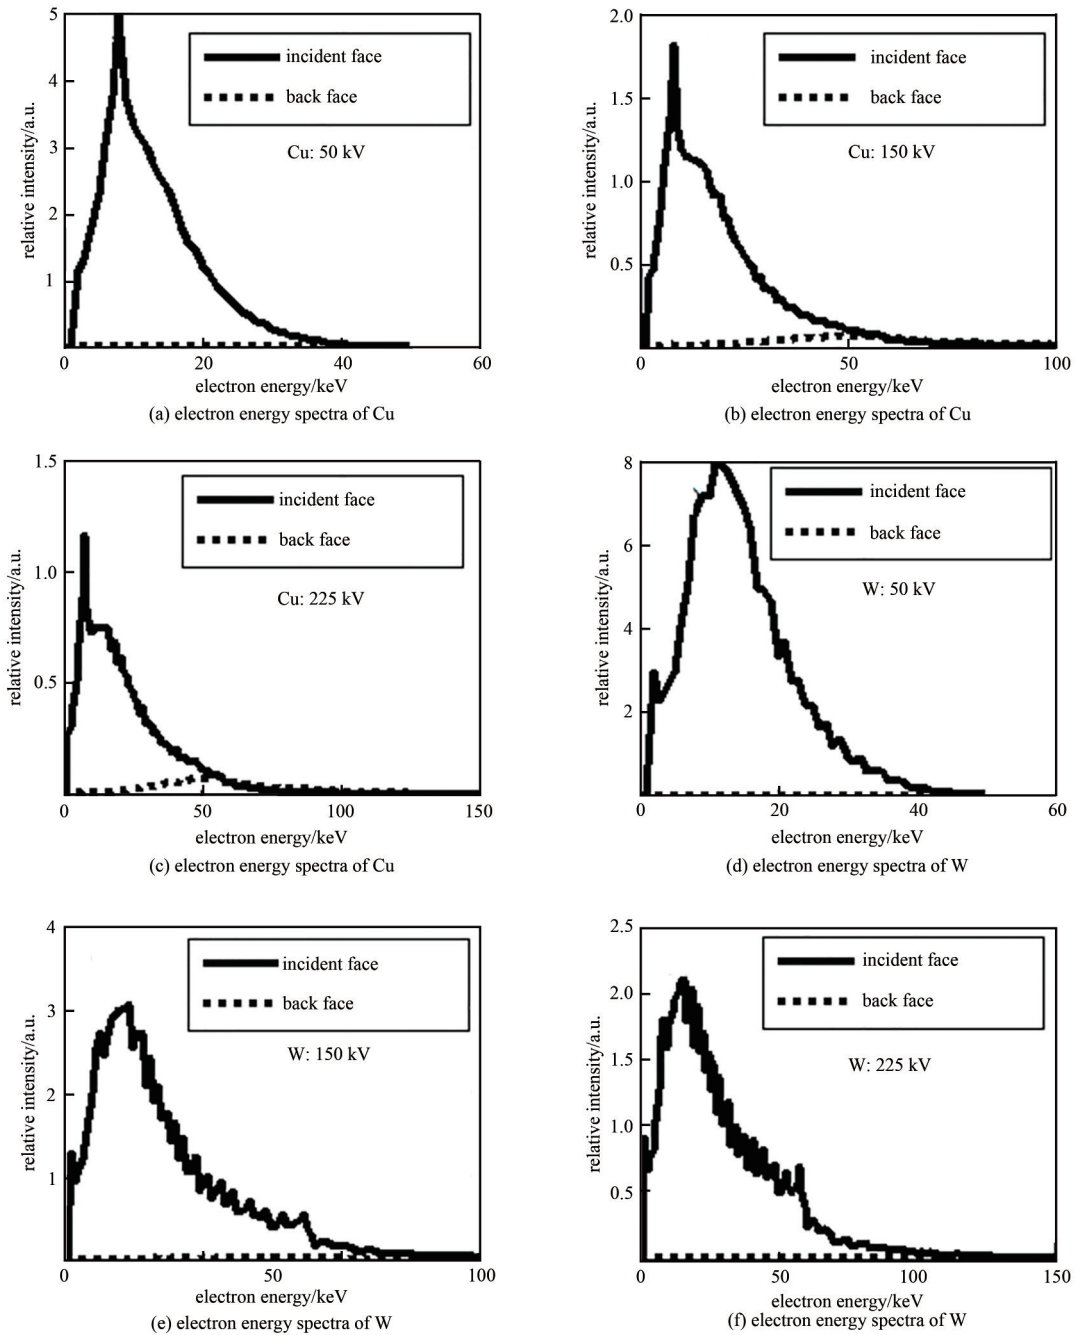 5
4
3
2
1
0
20
40
60
relative intensity/a.u.
incident face
back face
Cu: 50 kV
electron energy/keV
(a) electron energy spectra of Cu
2.0
1.5
1.0
0.5
0
50
100
relative intensity/a.u.
incident face
back face
Cu: 150 kV
electron energy/keV
(b) electron energy spectra of Cu
1.5
1.0
0.5
0
50
100
150
relative intensity/a.u.
incident face
back face
Cu: 225 kV
electron energy/keV
(c) electron energy spectra of Cu
8
6
4
2
0
20
40
60
relative intensity/a.u.
incident face
back face
W: 50 kV
electron energy/keV
(d) electron energy spectra of W
4
3
2
1
0
50
100
relative intensity/a.u.
incident face
back face
W: 150 kV
electron energy/keV
(e) electron energy spectra of W
2.5
2.0
1.5
1.0
0.5
0
50
100
150
relative intensity/a.u.
incident face
back face
W: 225 kV
electron energy/keV
(f) electron energy spectra of W